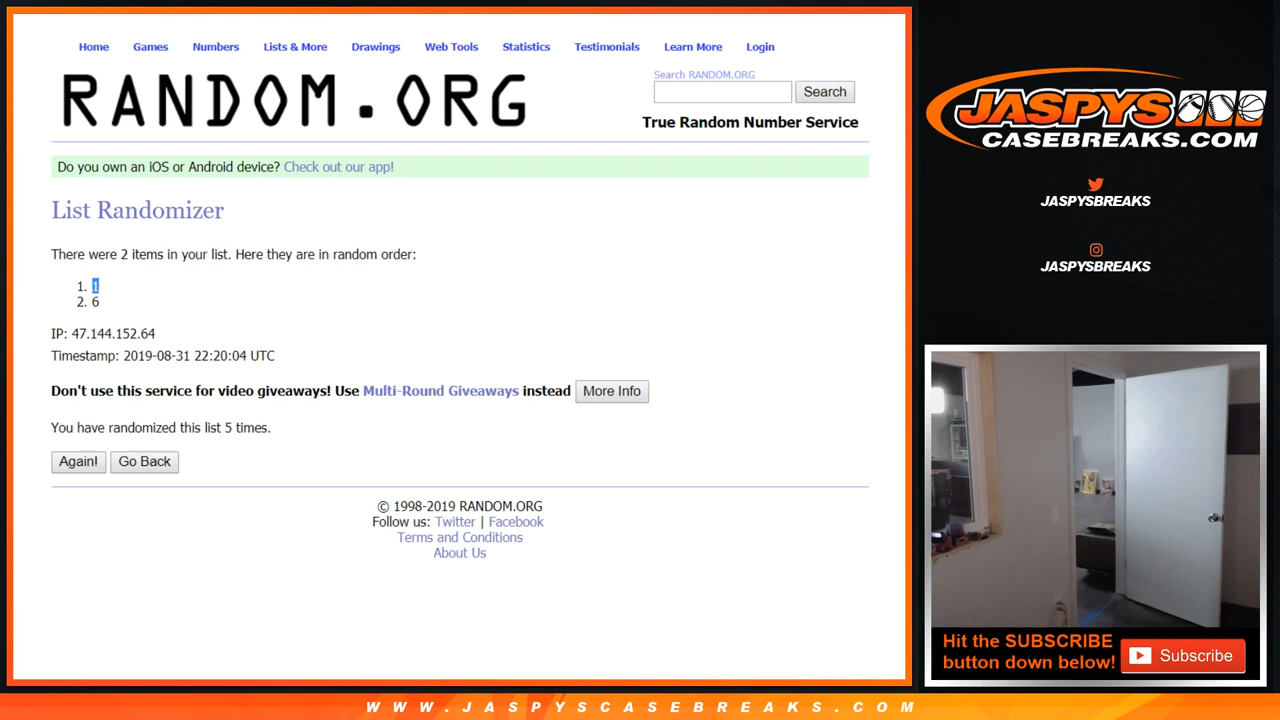 Home Games Numbers Lists & More Drawings Web Tools Statistics Testimonials Learn More Login
RANDOM.ORG
Search RANDOM.ORG
Search
True Random Number Service
Do you own an iOS or Android device? Check out our app!
List Randomizer
There were 2 items in your list. Here they are in random order:
1. 1
2. 6
IP: 47.144.152.64
Timestamp: 2019-08-31 22:20:04 UTC
Don't use this service for video giveaways! Use Multi-Round Giveaways instead More Info
You have randomized this list 5 times.
Again! Go Back
© 1998-2019 RANDOM.ORG
Follow us: Twitter | Facebook
Terms and Conditions
About Us
JASPYS
CASEBREAKS.COM
JASPYSBREAKS
JASPYSBREAKS
Hit the SUBSCRIBE
button down below!
Subscribe
WWW.JASPYSCASEBREAKS.COM